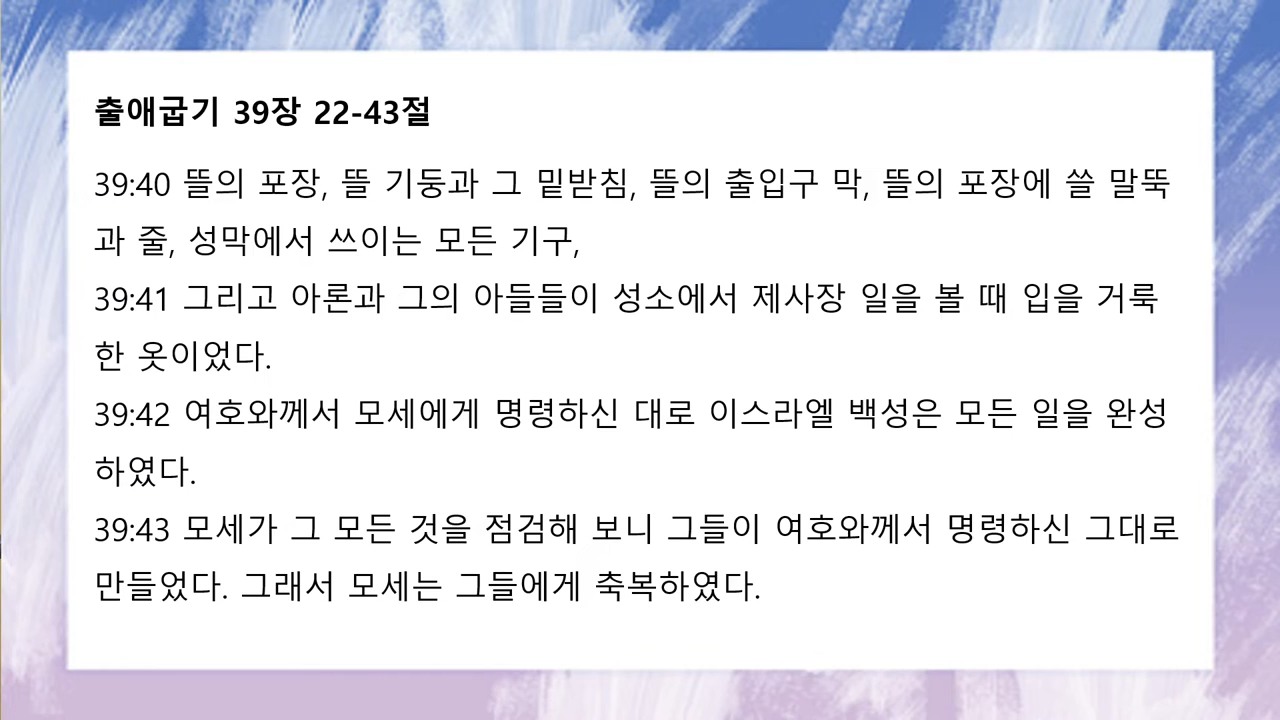 출애굽기 39장 22-43절
39:40 뜰의 포장, 뜰 기둥과 그 밑받침, 뜰의 출입구 막, 뜰의 포장에 쓸 말뚝
과 줄, 성막에서 쓰이는 모든 기구,
39:41 그리고 아론과 그의 아들들이 성소에서 제사장 일을 볼 때 입을 거룩
한 옷이었다.
39:42 여호와께서 모세에게 명령하신 대로 이스라엘 백성은 모든 일을 완성
하였다.
39:43 모세가 그 모든 것을 점검해 보니 그들이 여호와께서 명령하신 그대로
만들었다. 그래서 모세는 그들에게 축복하였다.